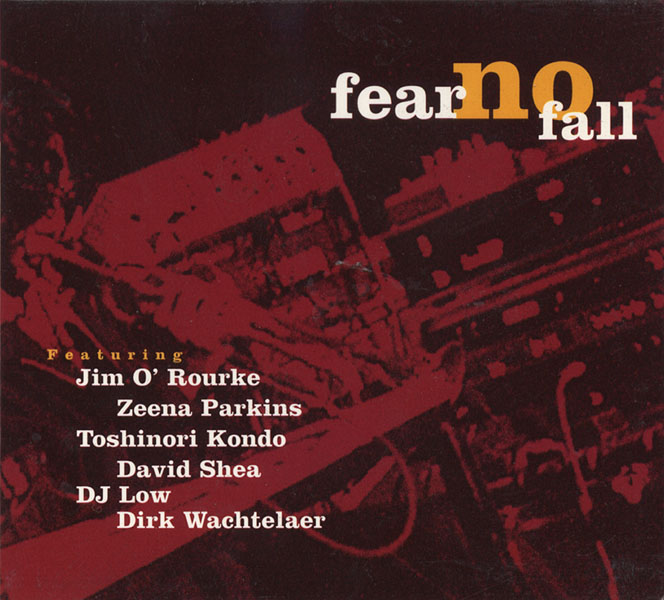 fear no
fall
Featuring
Jim O' Rourke
Zeena Parkins
Toshinori Kondo
David Shea
DJ Low
Dirk Wachtelaer